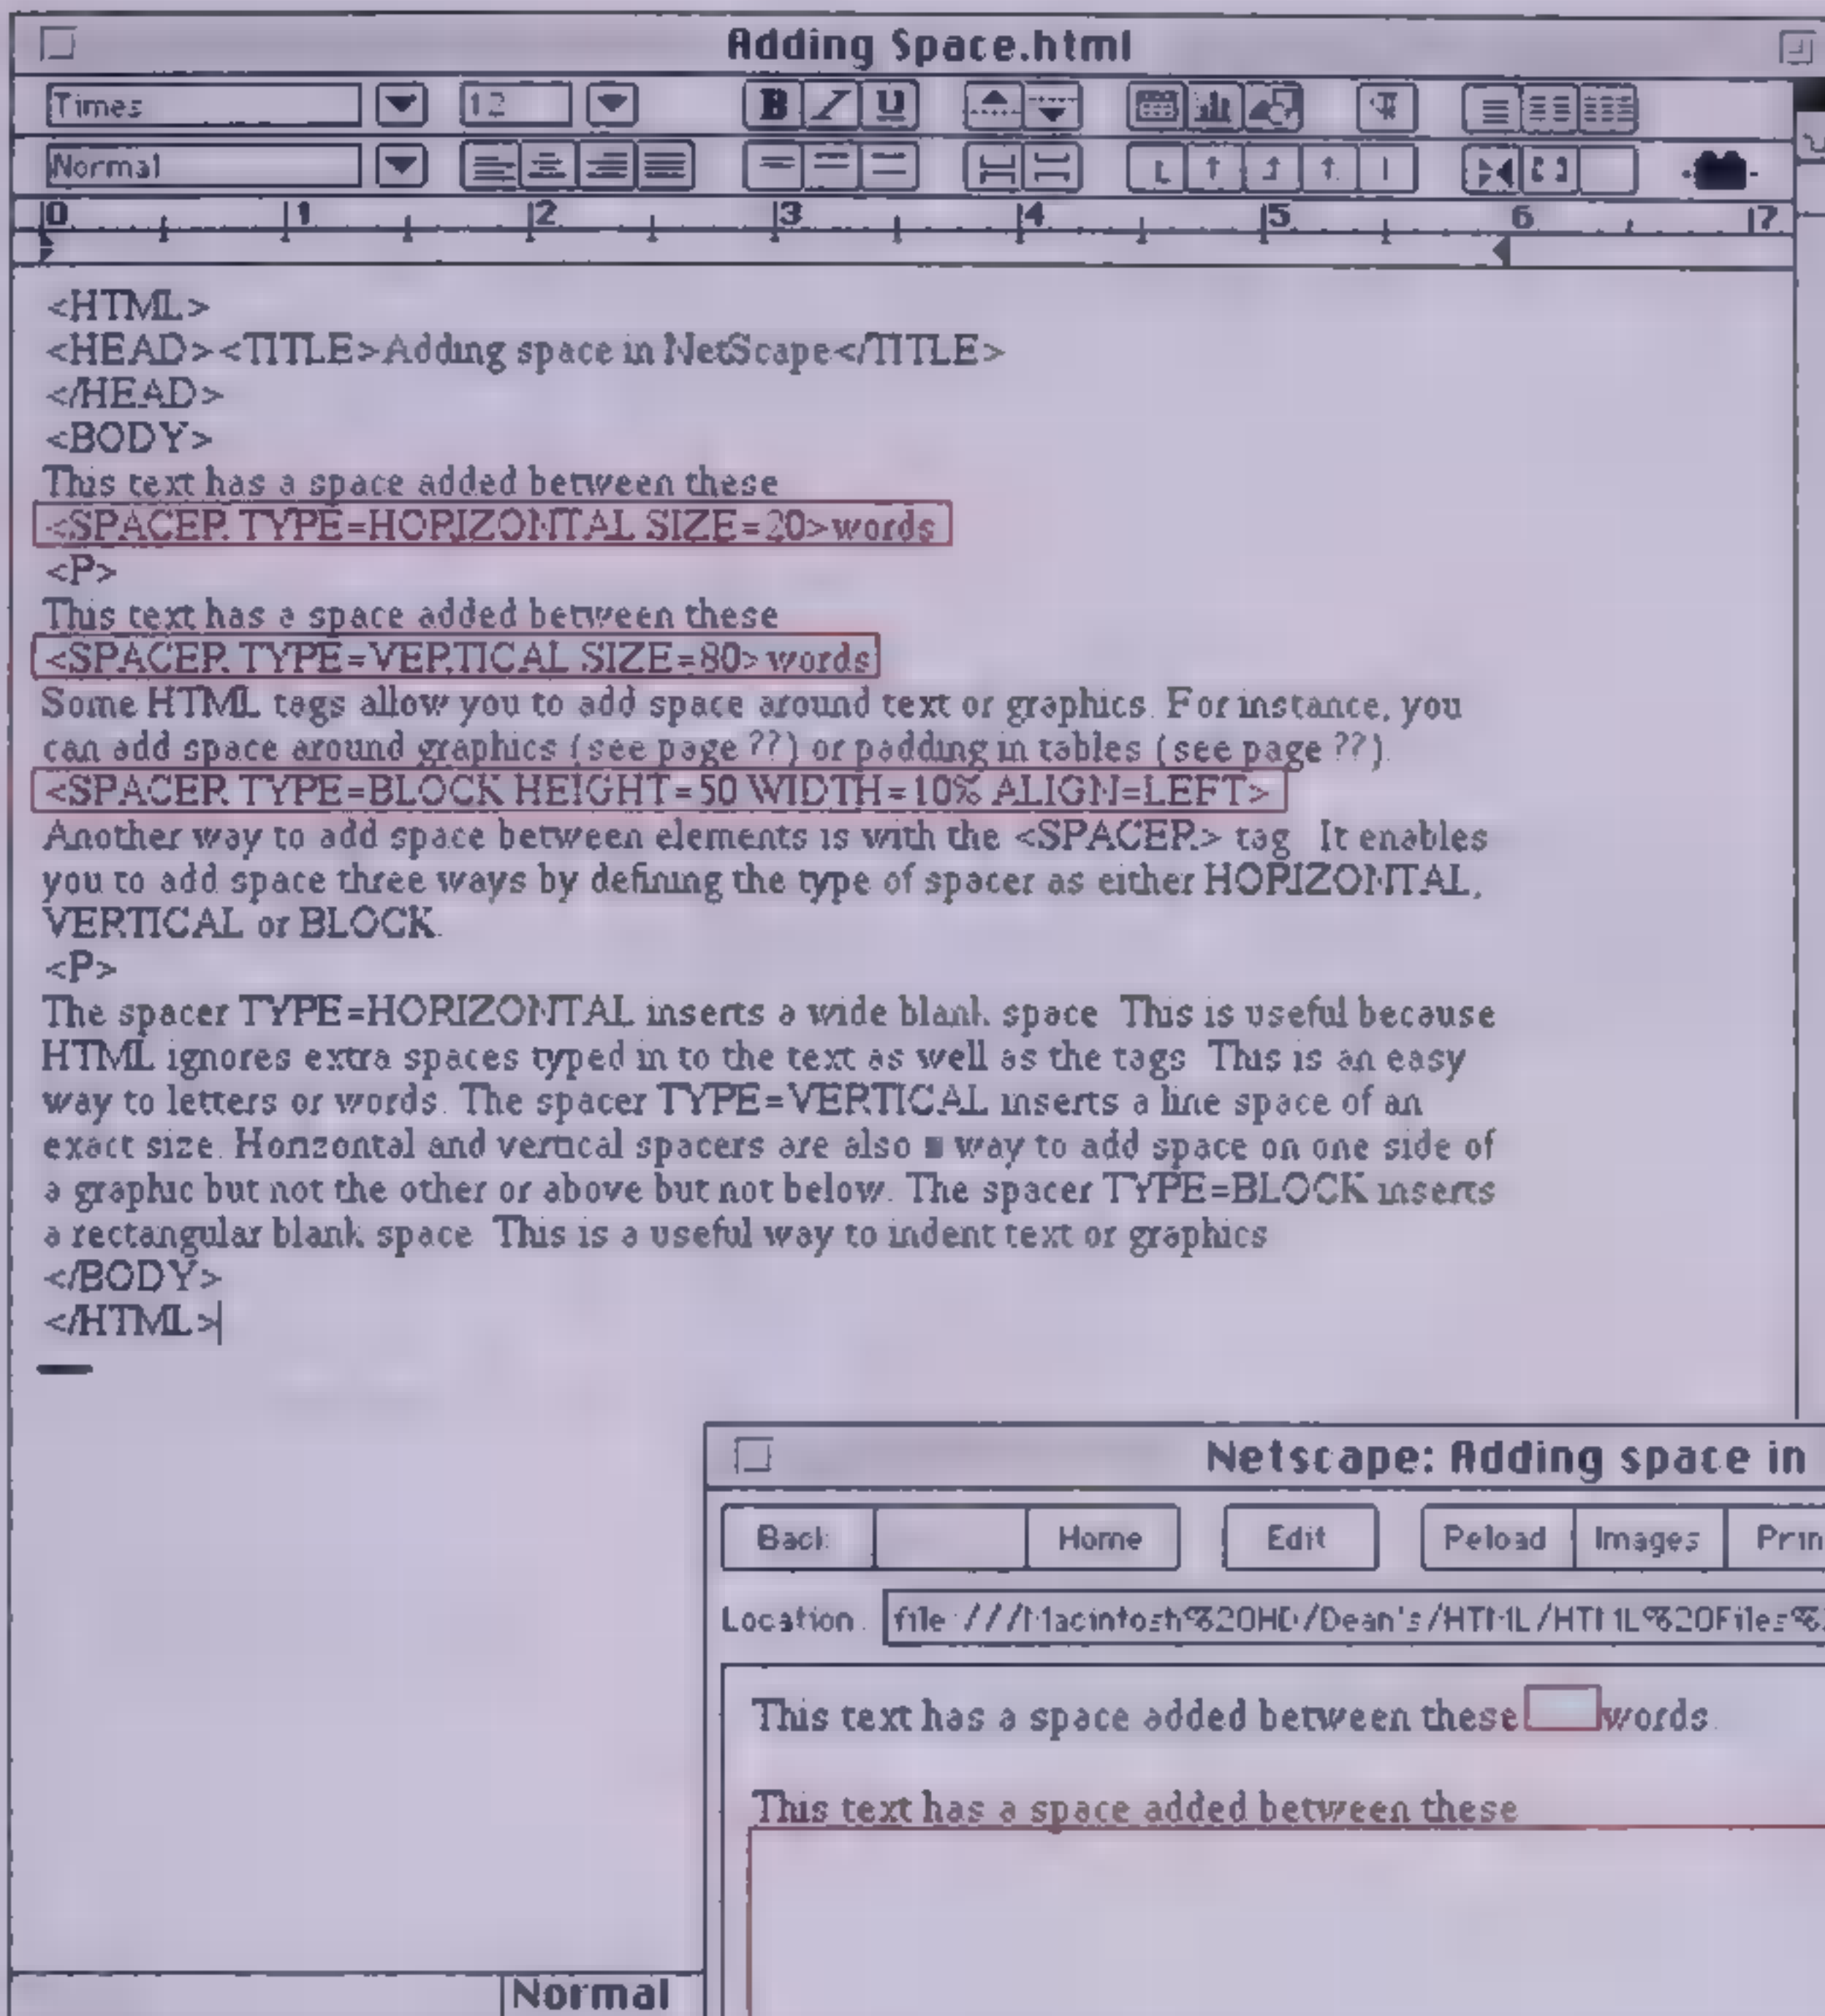 Adding Space.html
Times 12 B I U
Normal
0 1 2 3 4 5 6 7
<HTML>
<HEAD><TITLE>Adding space in NetScape</TITLE>
</HEAD>
<BODY>
This text has a space added between these
<SPACER TYPE=HORIZONTAL SIZE=20>words
<P>
This text has a space added between these
<SPACER TYPE=VERTICAL SIZE=80>words
Some HTML tags allow you to add space around text or graphics. For instance, you
can add space around graphics (see page ??) or padding in tables (see page ??).
<SPACER TYPE=BLOCK HEIGHT=50 WIDTH=10% ALIGN=LEFT>
Another way to add space between elements is with the <SPACER> tag. It enables
you to add space three ways by defining the type of spacer as either HORIZONTAL,
VERTICAL or BLOCK.
<P>
The spacer TYPE=HORIZONTAL inserts a wide blank space. This is useful because
HTML ignores extra spaces typed in to the text as well as the tags. This is an easy
way to letters or words. The spacer TYPE=VERTICAL inserts a line space of an
exact size. Horizontal and vertical spacers are also a way to add space on one side of
a graphic but not the other or above but not below. The spacer TYPE=BLOCK inserts
a rectangular blank space. This is a useful way to indent text or graphics
</BODY>
</HTML>
Netscape: Adding space in
Back Home Edit Reload Images Prin
Location: file:///Macintosh%20HD/Dean's/HTML/HTML%20Files%
This text has a space added between these words.
This text has a space added between these
Normal